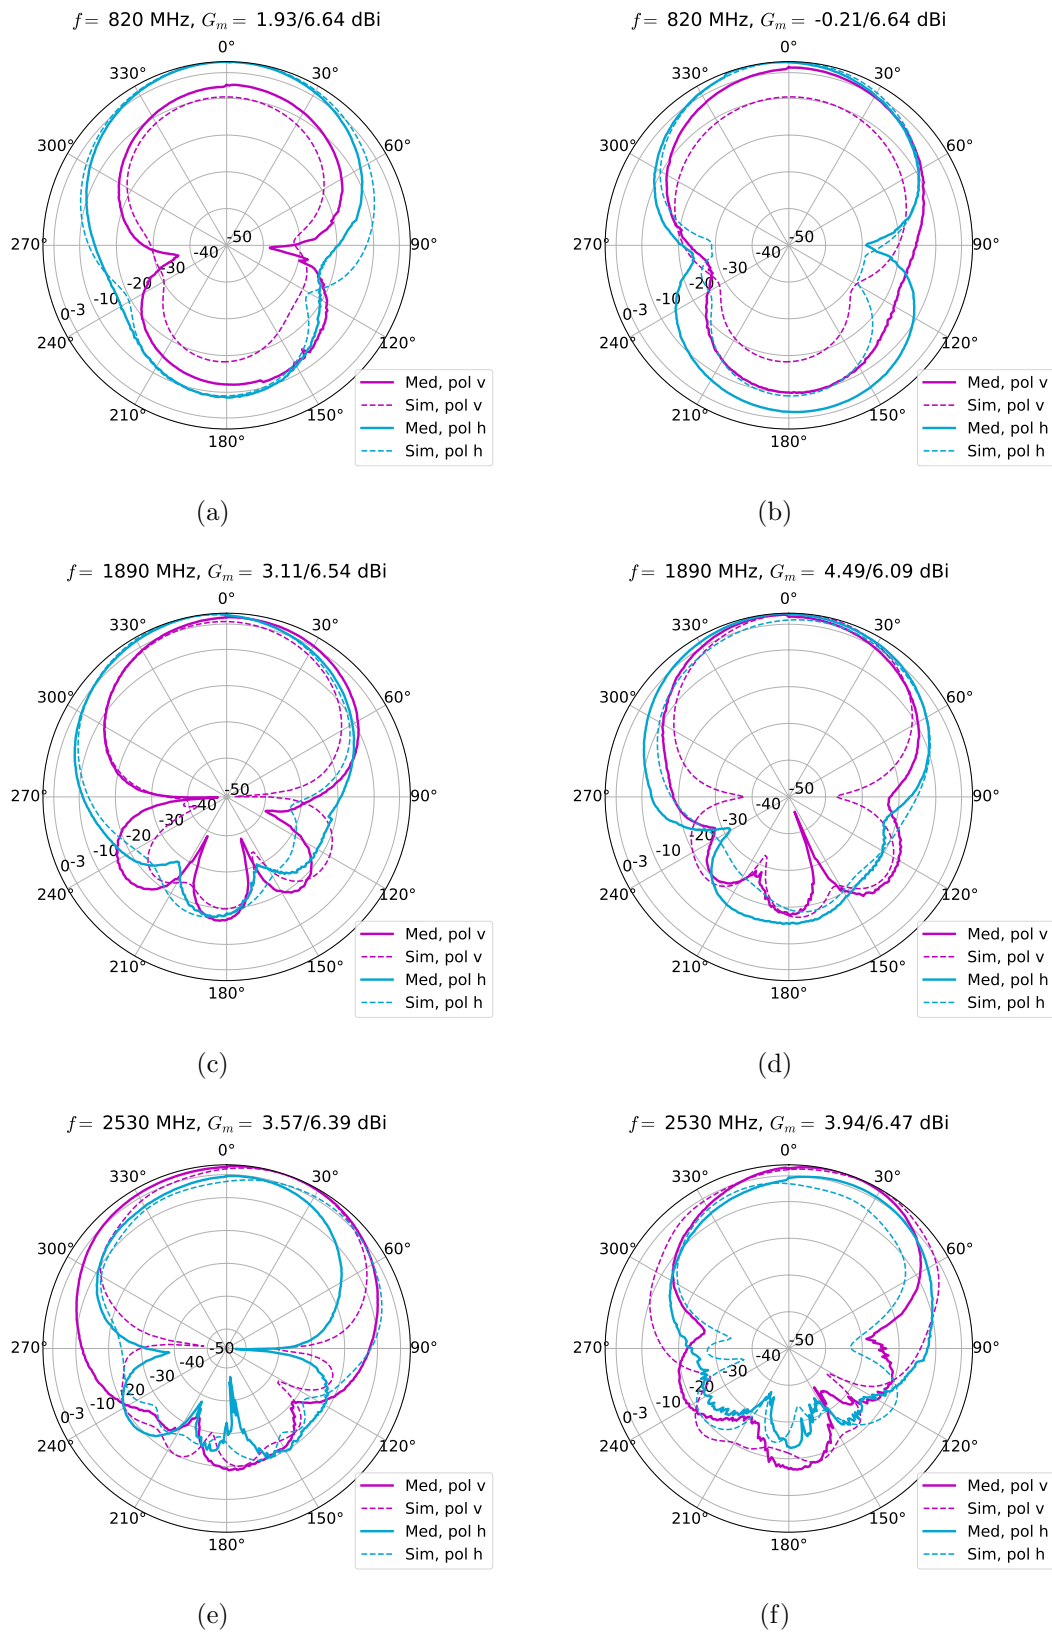 f = 820 MHz, G_m = 1.93/6.64 dBi
0°
330° 30°
300° 60°
270° 90°
-50
-40
-30
-20
-10
-3
0
240° 120°
210° 150°
180°
Med, pol v
Sim, pol v
Med, pol h
Sim, pol h
(a)
f = 820 MHz, G_m = -0.21/6.64 dBi
0°
330° 30°
300° 60°
270° 90°
-50
-40
-30
-20
-10
-3
0
240° 120°
210° 150°
180°
Med, pol v
Sim, pol v
Med, pol h
Sim, pol h
(b)
f = 1890 MHz, G_m = 3.11/6.54 dBi
0°
330° 30°
300° 60°
270° 90°
-50
-40
-30
-20
-10
-3
0
240° 120°
210° 150°
180°
Med, pol v
Sim, pol v
Med, pol h
Sim, pol h
(c)
f = 1890 MHz, G_m = 4.49/6.09 dBi
0°
330° 30°
300° 60°
270° 90°
-50
-40
-30
-20
-10
-3
0
240° 120°
210° 150°
180°
Med, pol v
Sim, pol v
Med, pol h
Sim, pol h
(d)
f = 2530 MHz, G_m = 3.57/6.39 dBi
0°
330° 30°
300° 60°
270° 90°
-50
-40
-30
-20
-10
-3
0
240° 120°
210° 150°
180°
Med, pol v
Sim, pol v
Med, pol h
Sim, pol h
(e)
f = 2530 MHz, G_m = 3.94/6.47 dBi
0°
330° 30°
300° 60°
270° 90°
-50
-40
-30
-20
-10
-3
0
240° 120°
210° 150°
180°
Med, pol v
Sim, pol v
Med, pol h
Sim, pol h
(f)